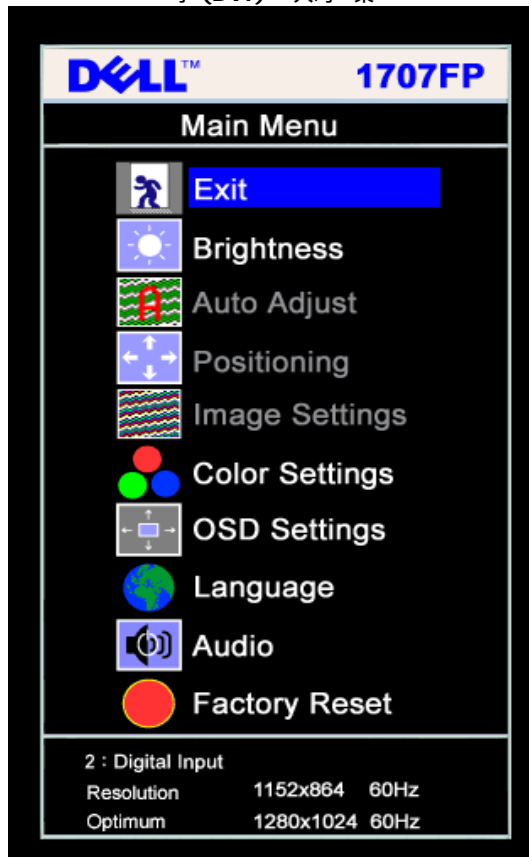 DELL™ 1707FP
Main Menu
Exit
Brightness
Auto Adjust
Positioning
Image Settings
Color Settings
OSD Settings
Language
Audio
Factory Reset
2 : Digital Input
Resolution 1152x864 60Hz
Optimum 1280x1024 60Hz